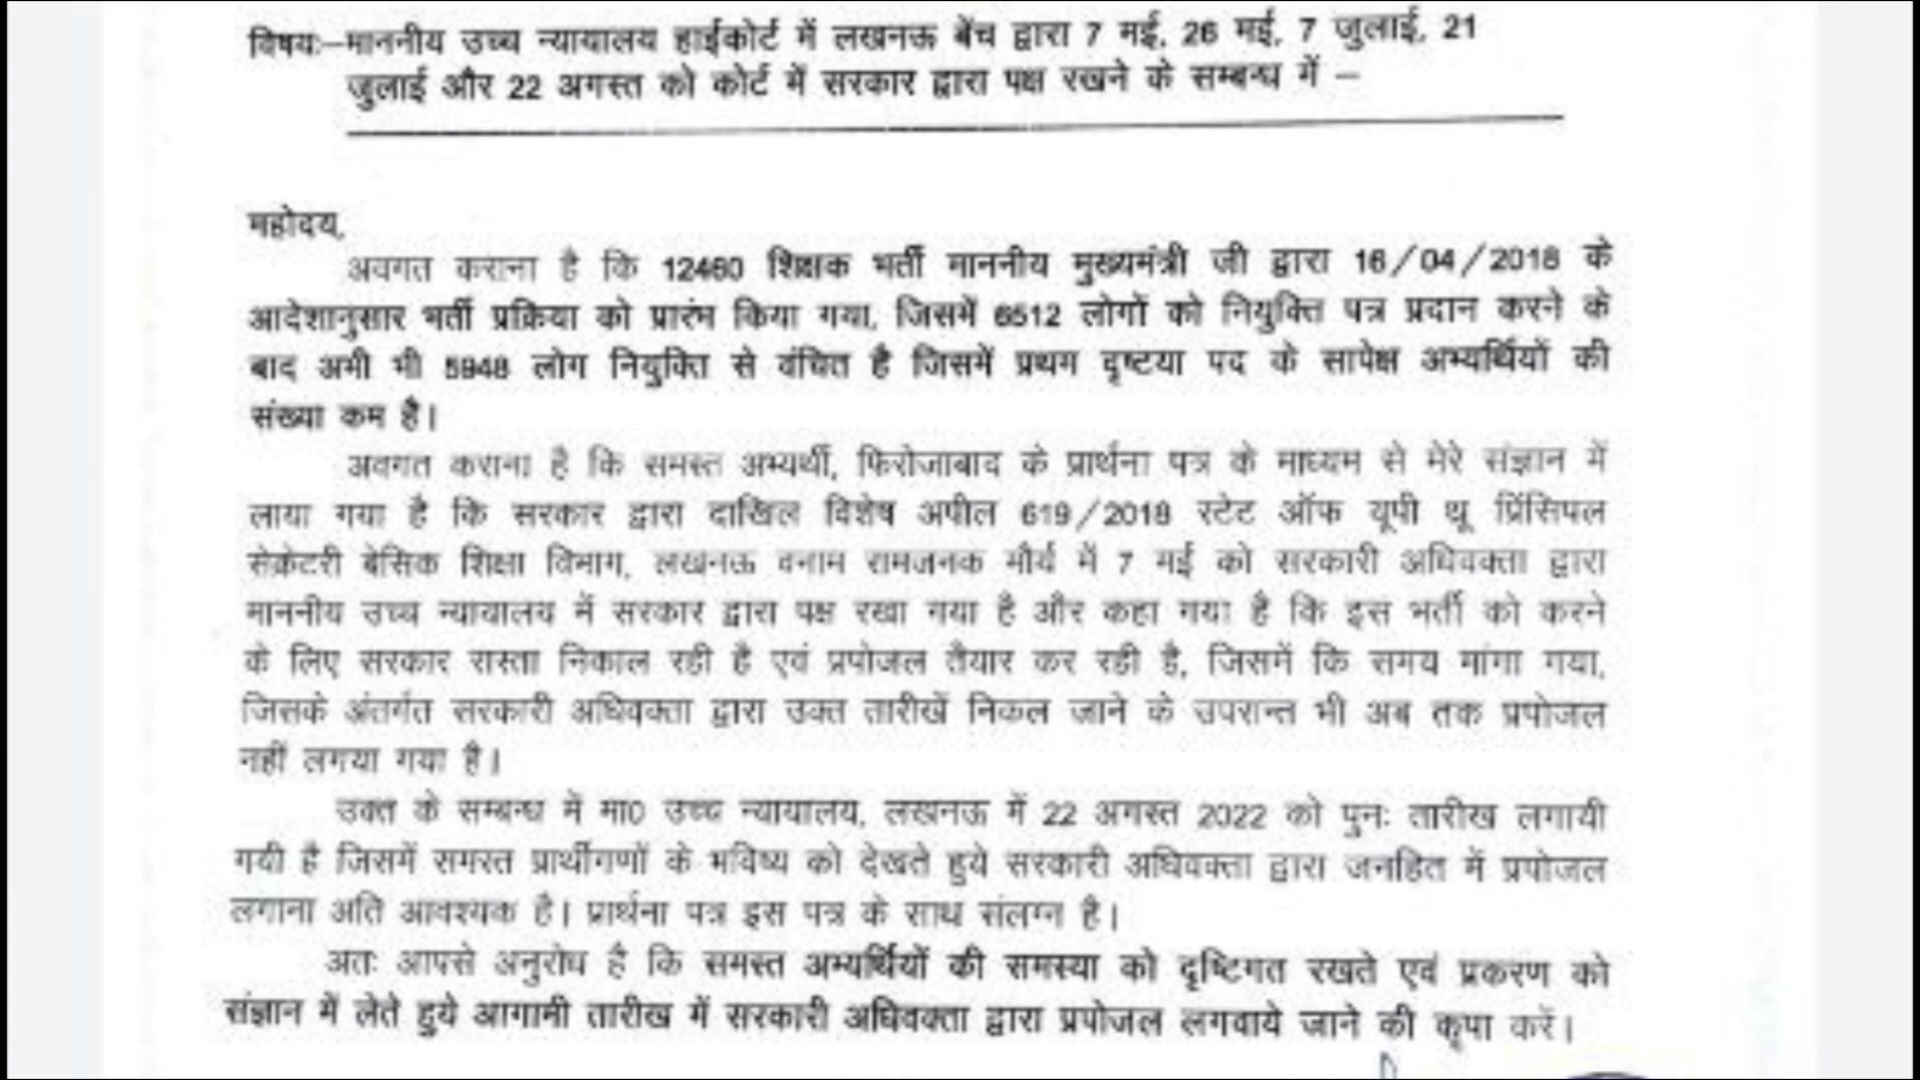 विषयः–माननीय उच्च न्यायालय हाईकोर्ट में लखनऊ बेंच द्वारा 7 मई, 26 मई, 7 जुलाई, 21
जुलाई और 22 अगस्त को कोर्ट में सरकार द्वारा पक्ष रखने के सम्बन्ध में –
महोदय,
अवगत कराना है कि 12460 शिक्षक भर्ती माननीय मुख्यमंत्री जी द्वारा 16/04/2018 के
आदेशानुसार भर्ती प्रक्रिया को प्रारंभ किया गया, जिसमें 6512 लोगों को नियुक्ति पत्र प्रदान करने के
बाद अभी भी 5948 लोग नियुक्ति से वंचित है जिसमें प्रथम दृष्टया पद के सापेक्ष अभ्यर्थियों की
संख्या कम है।
अवगत कराना है कि समस्त अभ्यर्थी, फिरोजाबाद के प्रार्थना पत्र के माध्यम से मेरे संज्ञान में
लाया गया है कि सरकार द्वारा दाखिल विशेष अपील 619/2018 स्टेट ऑफ यूपी थ्रू प्रिंसिपल
सेक्रेटरी बेसिक शिक्षा विभाग, लखनऊ वनाम रामजनक मौर्य में 7 मई को सरकारी अधिवक्ता द्वारा
माननीय उच्च न्यायालय में सरकार द्वारा पक्ष रखा गया है और कहा गया है कि इस भर्ती को करने
के लिए सरकार रास्ता निकाल रही है एवं प्रपोजल तैयार कर रही है, जिसमें कि समय मांगा गया,
जिसके अंतर्गत सरकारी अधिवक्ता द्वारा उक्त तारीखें निकल जाने के उपरान्त भी अब तक प्रपोजल
नहीं लगया गया है।
उक्त के सम्बन्ध में मा0 उच्च न्यायालय, लखनऊ में 22 अगस्त 2022 को पुनः तारीख लगायी
गयी है जिसमें समस्त प्रार्थीगणों के भविष्य को देखते हुये सरकारी अधिवक्ता द्वारा जनहित में प्रपोजल
लगाना अति आवश्यक है। प्रार्थना पत्र इस पत्र के साथ संलग्न है।
अतः आपसे अनुरोध है कि समस्त अभ्यर्थियों की समस्या को दृष्टिगत रखते एवं प्रकरण को
संज्ञान में लेते हुये आगामी तारीख में सरकारी अधिवक्ता द्वारा प्रपोजल लगवाये जाने की कृपा करें।